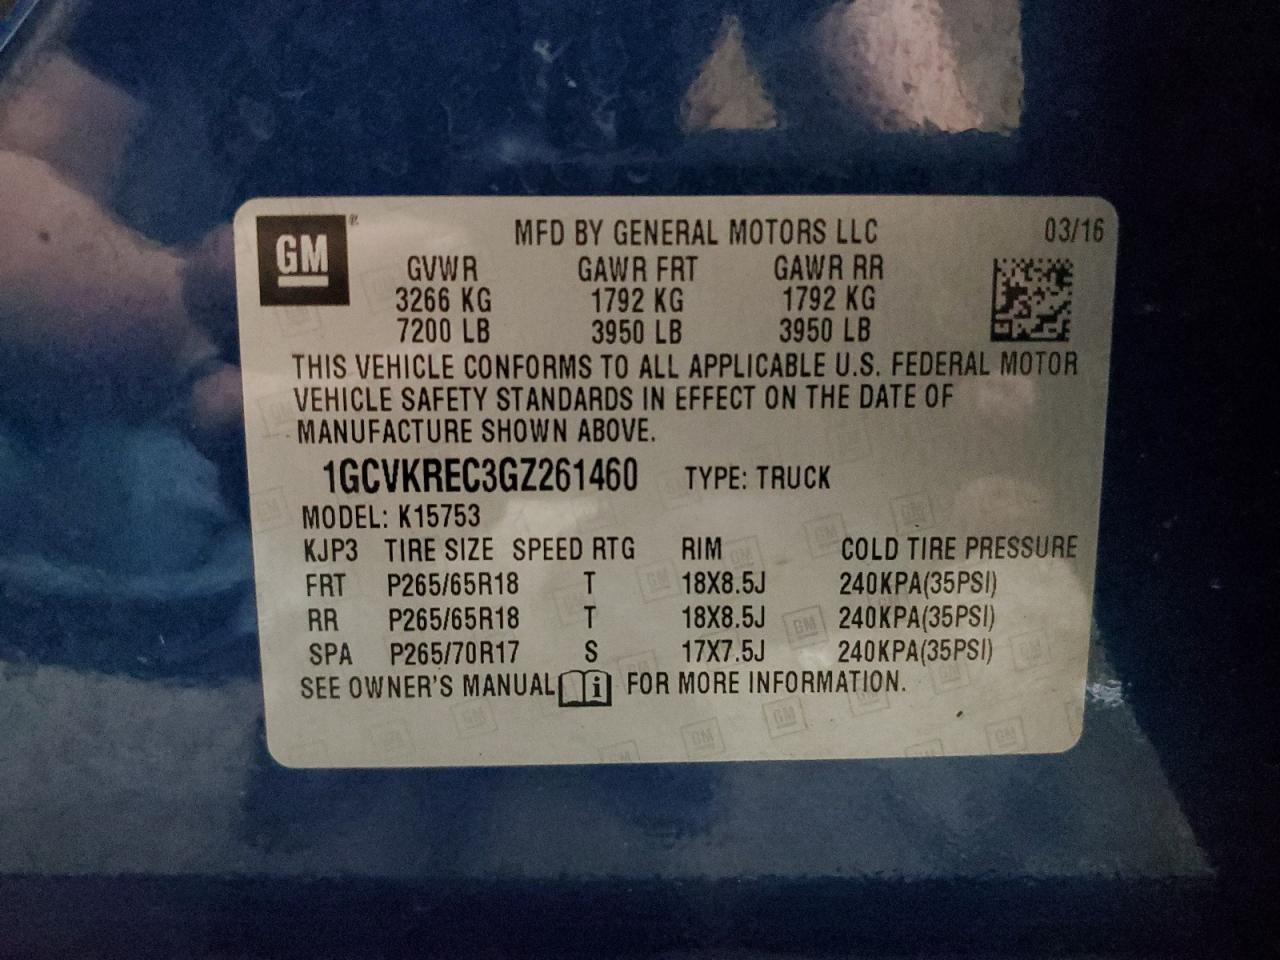 GM ® MFD BY GENERAL MOTORS LLC 03/16
GVWR GAWR FRT GAWR RR
3266 KG 1792 KG 1792 KG
7200 LB 3950 LB 3950 LB
THIS VEHICLE CONFORMS TO ALL APPLICABLE U.S. FEDERAL MOTOR
VEHICLE SAFETY STANDARDS IN EFFECT ON THE DATE OF
MANUFACTURE SHOWN ABOVE.
1GCVKREC3GZ261460 TYPE: TRUCK
MODEL: K15753
KJP3 TIRE SIZE SPEED RTG RIM COLD TIRE PRESSURE
FRT P265/65R18 T 18X8.5J 240KPA(35PSI)
RR P265/65R18 T 18X8.5J 240KPA(35PSI)
SPA P265/70R17 S 17X7.5J 240KPA(35PSI)
SEE OWNER'S MANUAL i FOR MORE INFORMATION.